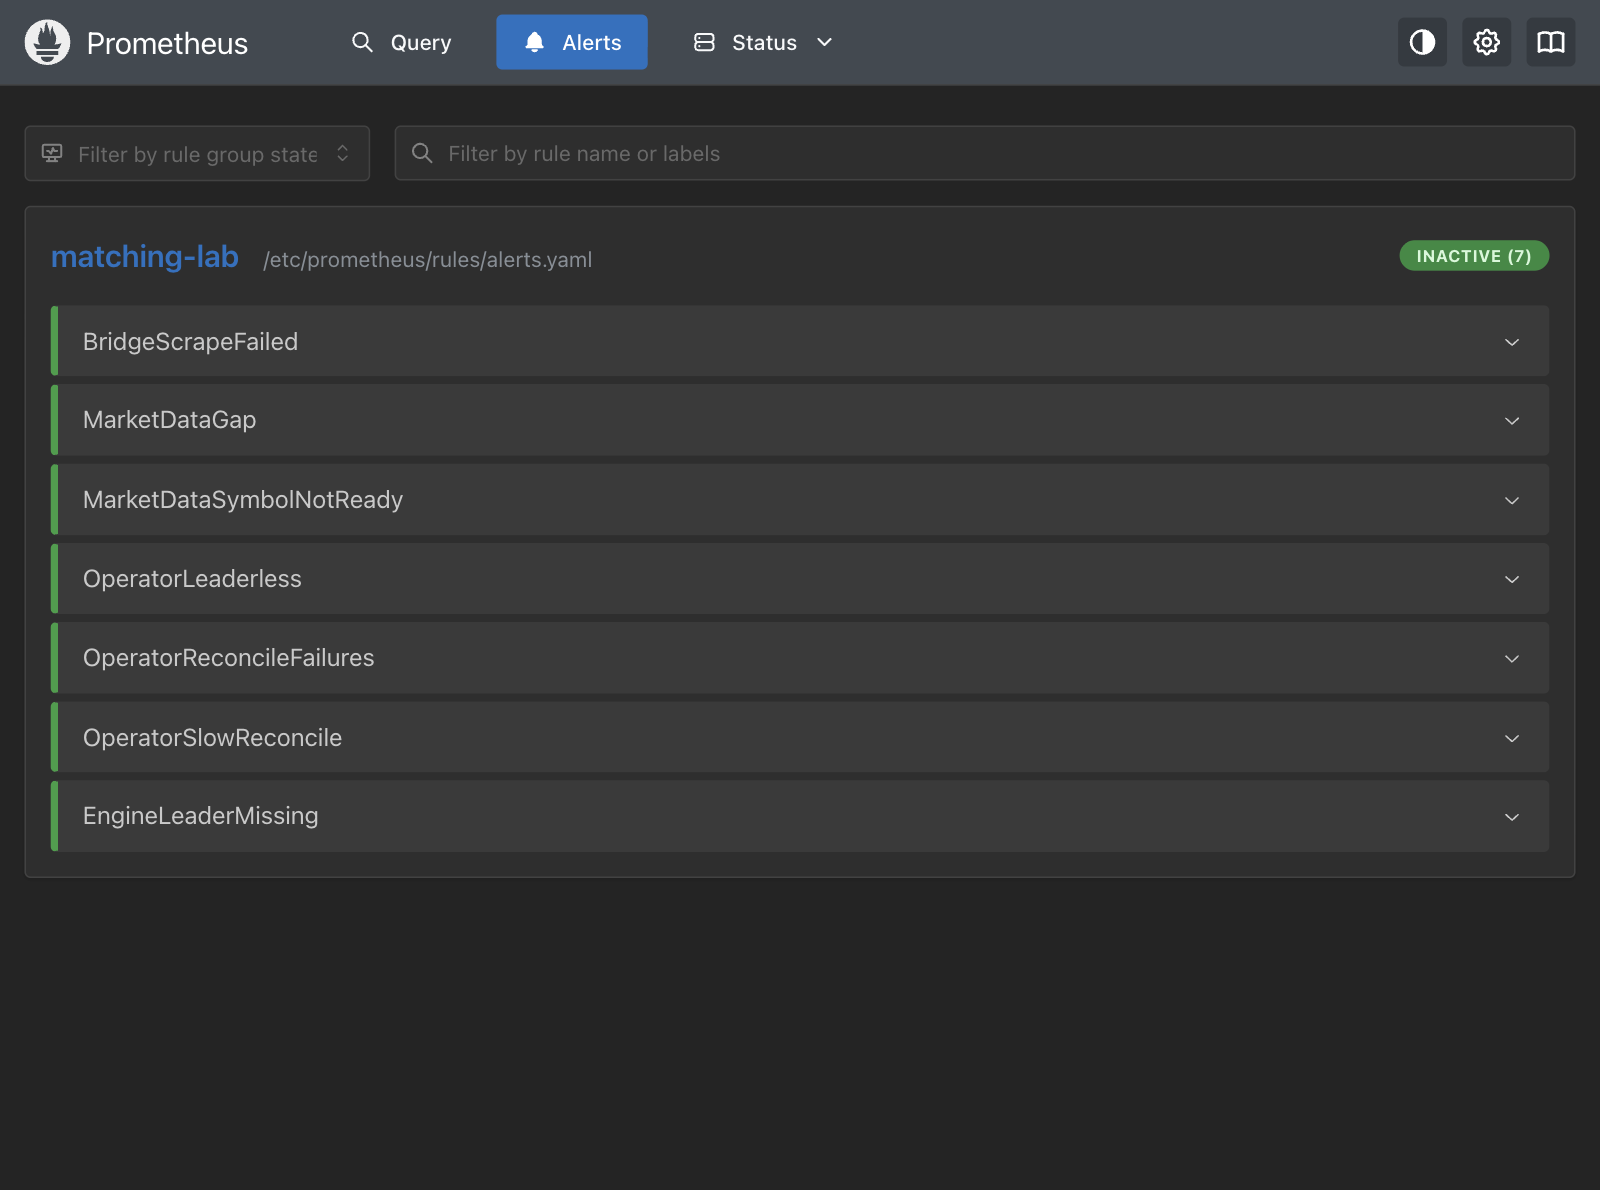 Prometheus Query Alerts Status
Filter by rule group state Filter by rule name or labels
matching-lab /etc/prometheus/rules/alerts.yaml INACTIVE (7)
BridgeScrapeFailed
MarketDataGap
MarketDataSymbolNotReady
OperatorLeaderless
OperatorReconcileFailures
OperatorSlowReconcile
EngineLeaderMissing